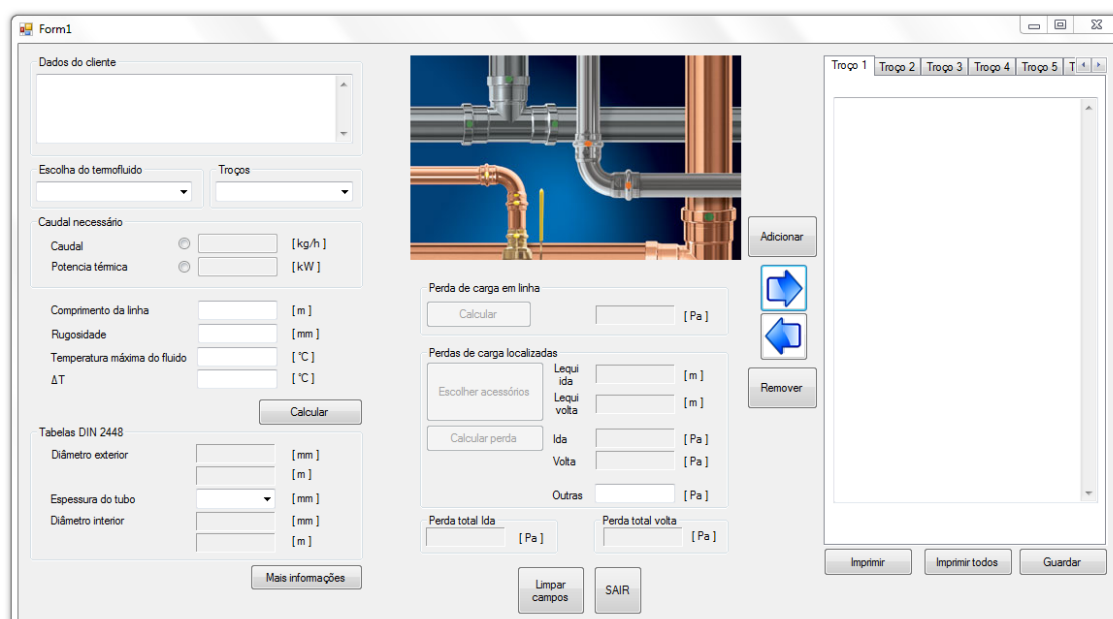 Form1
Dados do cliente
Escolha do termofluido
Troços
Caudal necessário
Caudal [kg/h]
Potencia térmica [kW]
Comprimento da linha [m]
Rugosidade [mm]
Temperatura máxima do fluido [°C]
ΔT [°C]
Calcular
Tabelas DIN 2448
Diâmetro exterior [mm]
[m]
Espessura do tubo [mm]
Diâmetro interior [mm]
[m]
Mais informações
Perda de carga em linha
Calcular [Pa]
Perdas de carga localizadas
Escolher acessórios
Lequi
ida [m]
Lequi
volta [m]
Calcular perda
Ida [Pa]
Volta [Pa]
Outras [Pa]
Perda total Ida
[Pa]
Perda total volta
[Pa]
Limpar
campos
SAIR
Adicionar
Remover
Troço 1 Troço 2 Troço 3 Troço 4 Troço 5 T
Imprimir Imprimir todos Guardar